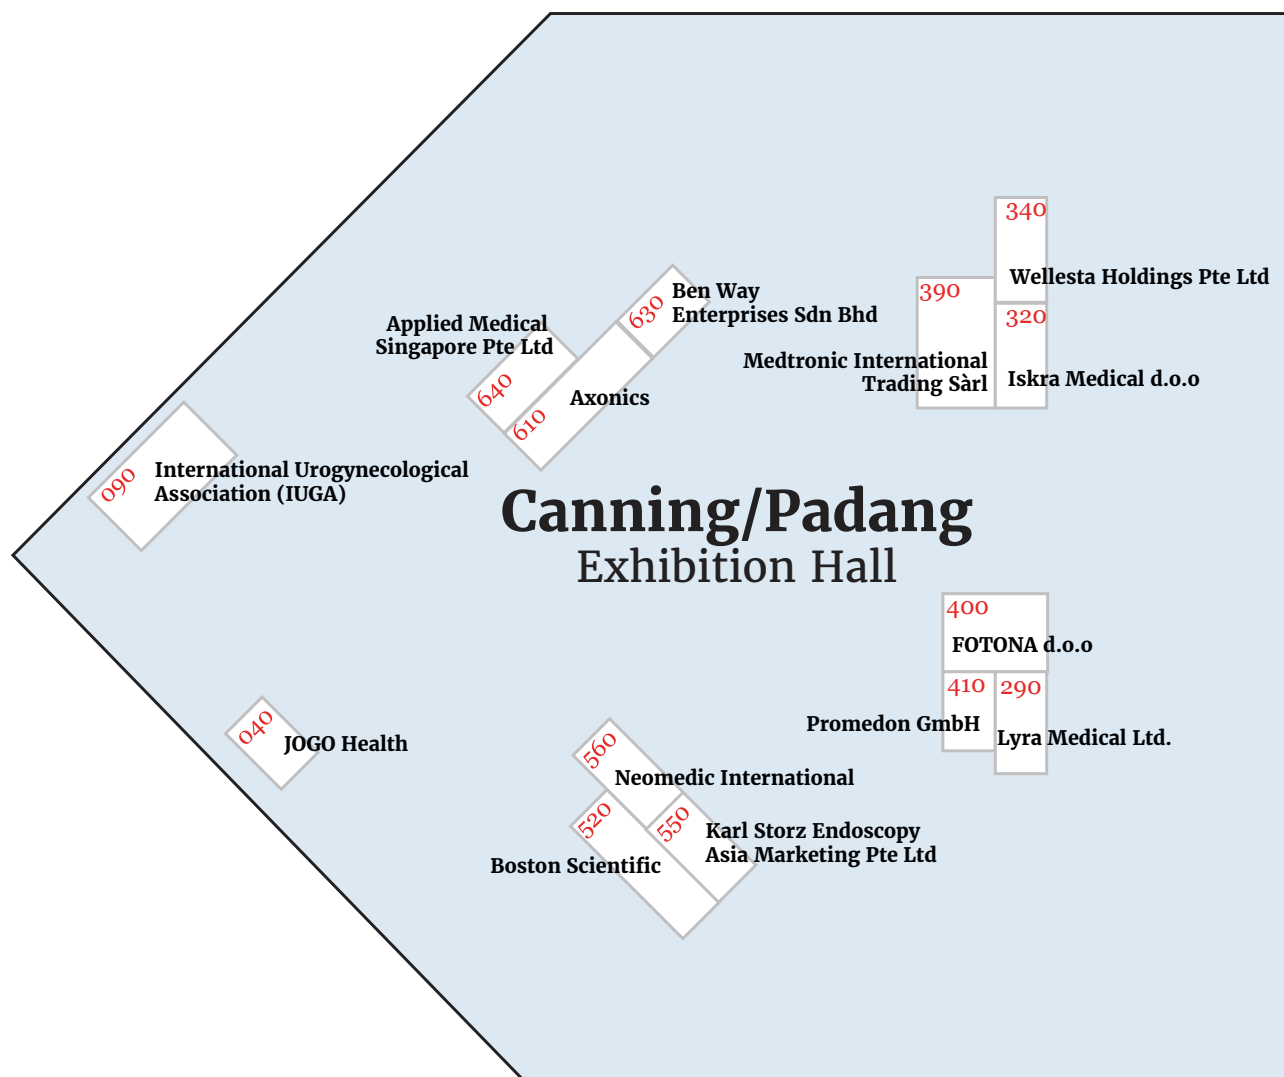 340
Wellesta Holdings Pte Ltd
390
320
Medtronic International
Trading Sàrl
Iskra Medical d.o.o
630
Ben Way
Enterprises Sdn Bhd
Applied Medical
Singapore Pte Ltd
640
610
Axonics
090
International Urogynecological
Association (IUGA)
Canning/Padang
Exhibition Hall
400
FOTONA d.o.o
410
290
Promedon GmbH
Lyra Medical Ltd.
040
JOGO Health
560
Neomedic International
520
550
Karl Storz Endoscopy
Asia Marketing Pte Ltd
Boston Scientific